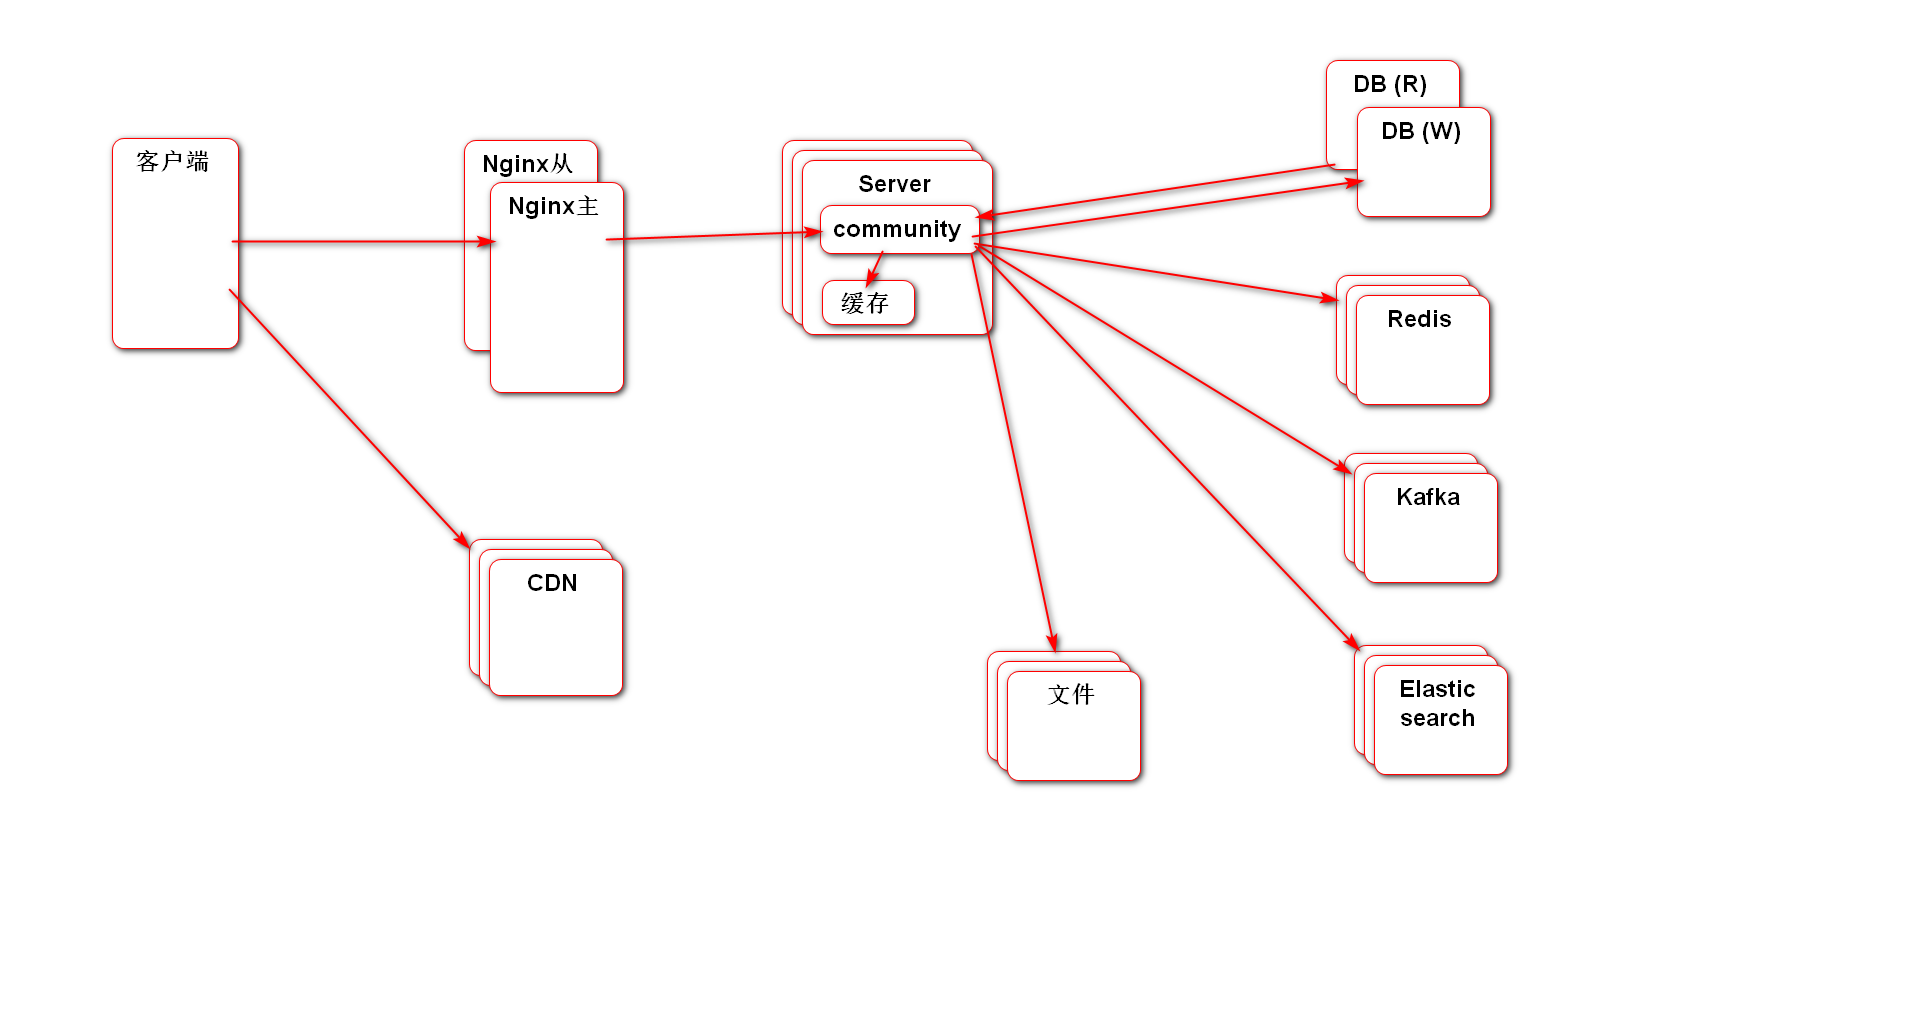 客户端
Nginx从
Nginx主
Server
community
缓存
DB (R)
DB (W)
Redis
Kafka
CDN
文件
Elastic
search